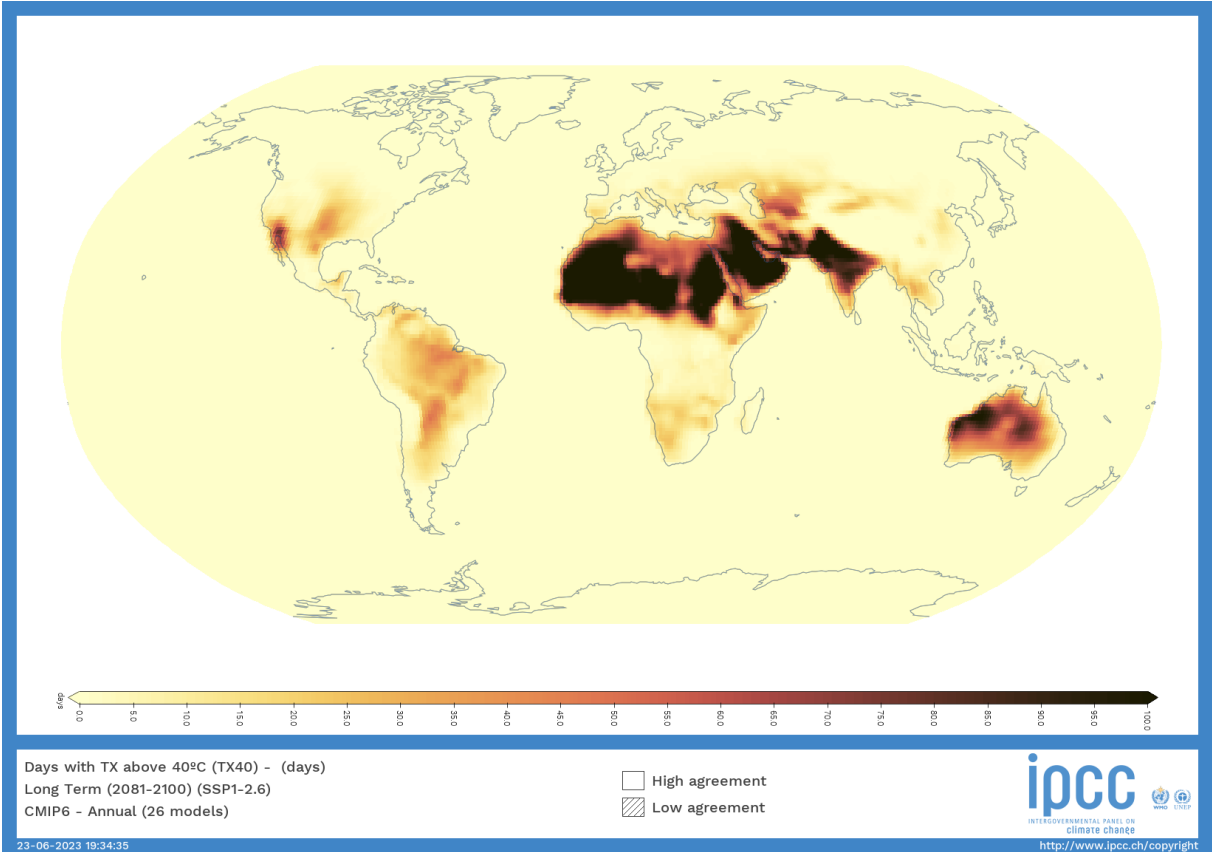 days
0.0
5.0
10.0
15.0
20.0
25.0
30.0
35.0
40.0
45.0
50.0
55.0
60.0
65.0
70.0
75.0
80.0
85.0
90.0
95.0
100.0
Days with TX above 40ºC (TX40) -  (days)
Long Term (2081-2100) (SSP1-2.6)
CMIP6 - Annual (26 models)
High agreement
Low agreement
ipcc
INTERGOVERNMENTAL PANEL ON
climate change
WMO
UNEP
23-06-2023 19:34:35
http://www.ipcc.ch/copyright